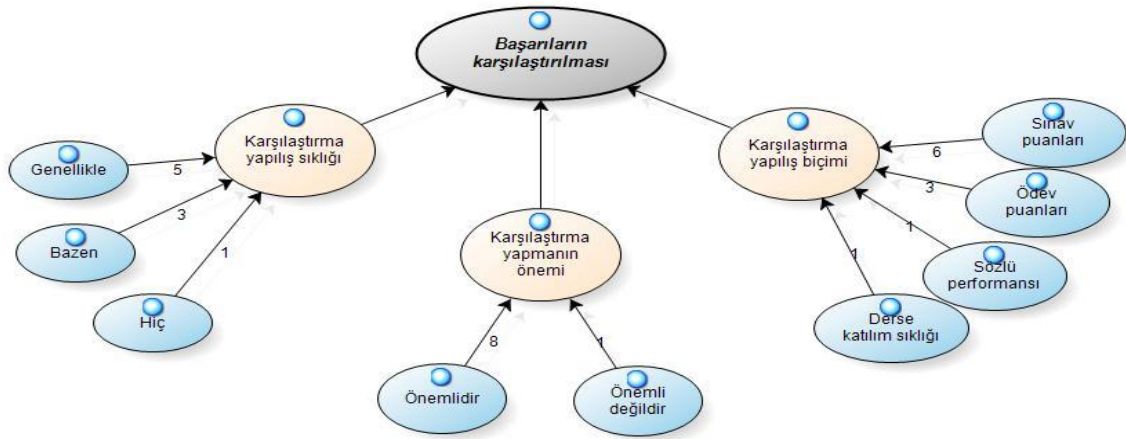 Başarıların
karşılaştırılması
Karşılaştırma
yapılış sıklığı
Genellikle
5
Bazen
3
Hiç
1
Karşılaştırma
yapmanın
önemi
Önemlidir
8
Önemli
değildir
1
Karşılaştırma
yapılış biçimi
Sınav
puanları
6
Ödev
puanları
3
Sözlü
performansı
1
Derse
katılım sıklığı
1